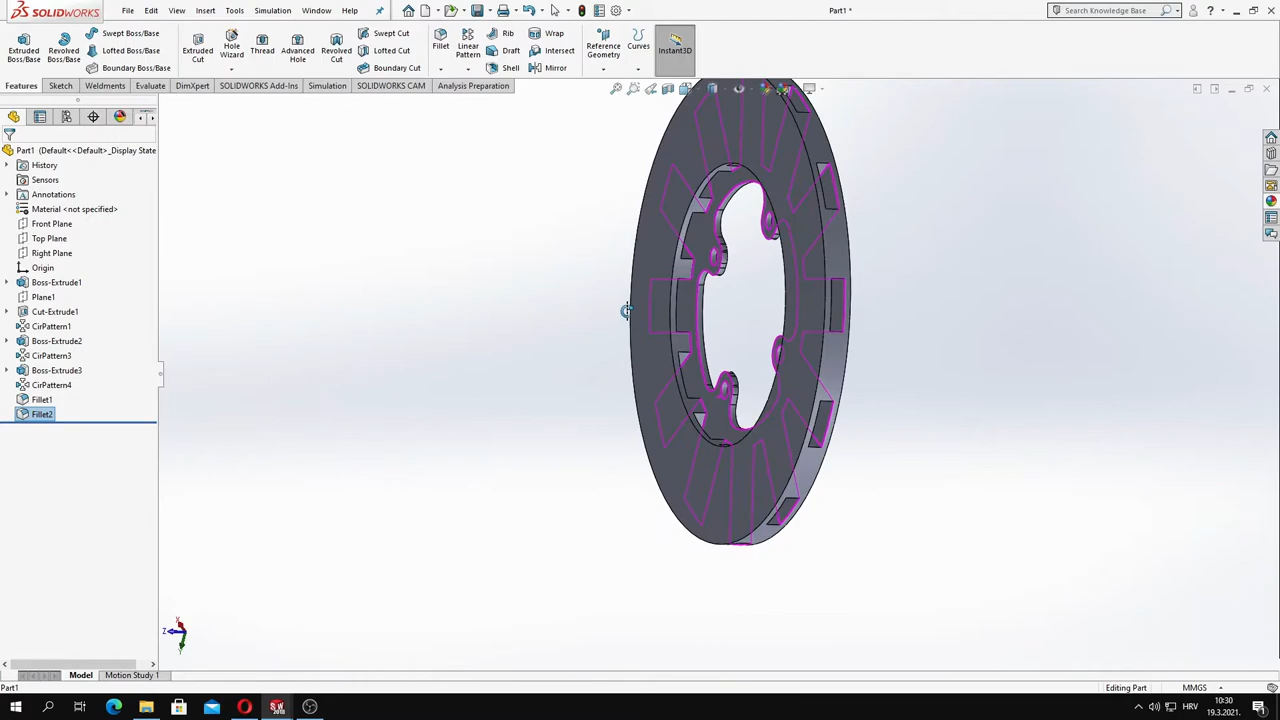 SOLIDWORKS File Edit View Insert Tools Simulation Window Help Part1 * Search Knowledge Base
Extruded Boss/Base
Revolved Boss/Base
Swept Boss/Base
Lofted Boss/Base
Boundary Boss/Base
Extruded Cut
Hole Wizard
Thread
Advanced Hole
Revolved Cut
Swept Cut
Lofted Cut
Boundary Cut
Fillet
Linear Pattern
Rib
Draft
Shell
Wrap
Intersect
Mirror
Reference Geometry
Curves
Instant3D
Features Sketch Weldments Evaluate DimXpert SOLIDWORKS Add-Ins Simulation SOLIDWORKS CAM Analysis Preparation
Part1 (Default<<Default>_Display State
History
Sensors
Annotations
Material <not specified>
Front Plane
Top Plane
Right Plane
Origin
Boss-Extrude1
Plane1
Cut-Extrude1
CirPattern1
Boss-Extrude2
CirPattern3
Boss-Extrude3
CirPattern4
Fillet1
Fillet2
X
Z
Y
Model Motion Study 1
Part1 Editing Part MMGS
SW
2018
HRV
10:30
19.3.2021.
1